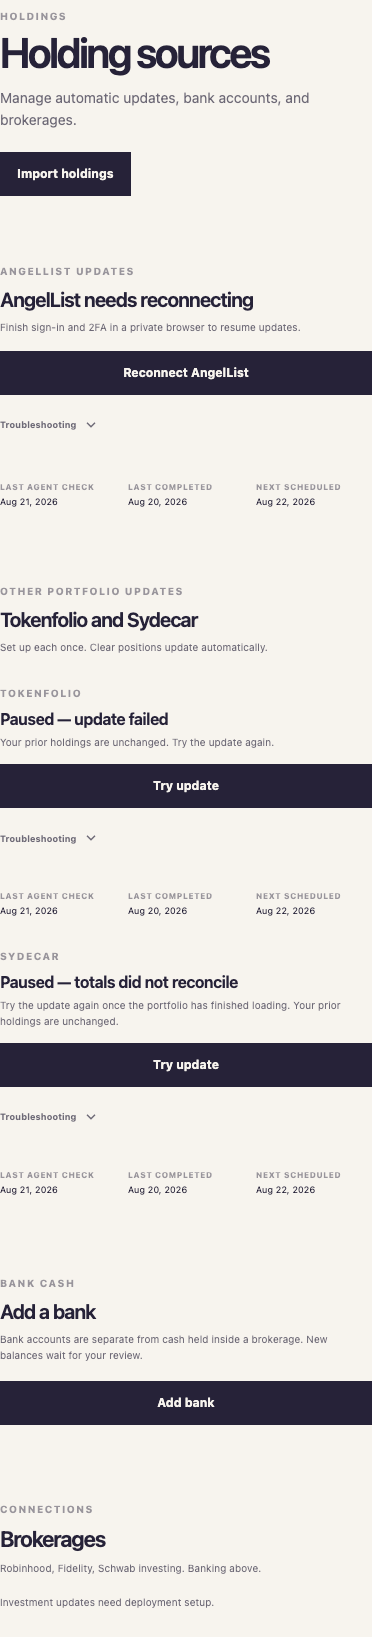 HOLDINGS
Holding sources
Manage automatic updates, bank accounts, and
brokerages.
Import holdings
ANGELLIST UPDATES
AngelList needs reconnecting
Finish sign-in and 2FA in a private browser to resume updates.
Reconnect AngelList
Troubleshooting
LAST AGENT CHECK LAST COMPLETED NEXT SCHEDULED
Aug 21, 2026 Aug 20, 2026 Aug 22, 2026
OTHER PORTFOLIO UPDATES
Tokenfolio and Sydecar
Set up each once. Clear positions update automatically.
TOKENFOLIO
Paused — update failed
Your prior holdings are unchanged. Try the update again.
Try update
Troubleshooting
LAST AGENT CHECK LAST COMPLETED NEXT SCHEDULED
Aug 21, 2026 Aug 20, 2026 Aug 22, 2026
SYDECAR
Paused — totals did not reconcile
Try the update again once the portfolio has finished loading. Your prior
holdings are unchanged.
Try update
Troubleshooting
LAST AGENT CHECK LAST COMPLETED NEXT SCHEDULED
Aug 21, 2026 Aug 20, 2026 Aug 22, 2026
BANK CASH
Add a bank
Bank accounts are separate from cash held inside a brokerage. New
balances wait for your review.
Add bank
CONNECTIONS
Brokerages
Robinhood, Fidelity, Schwab investing. Banking above.
Investment updates need deployment setup.